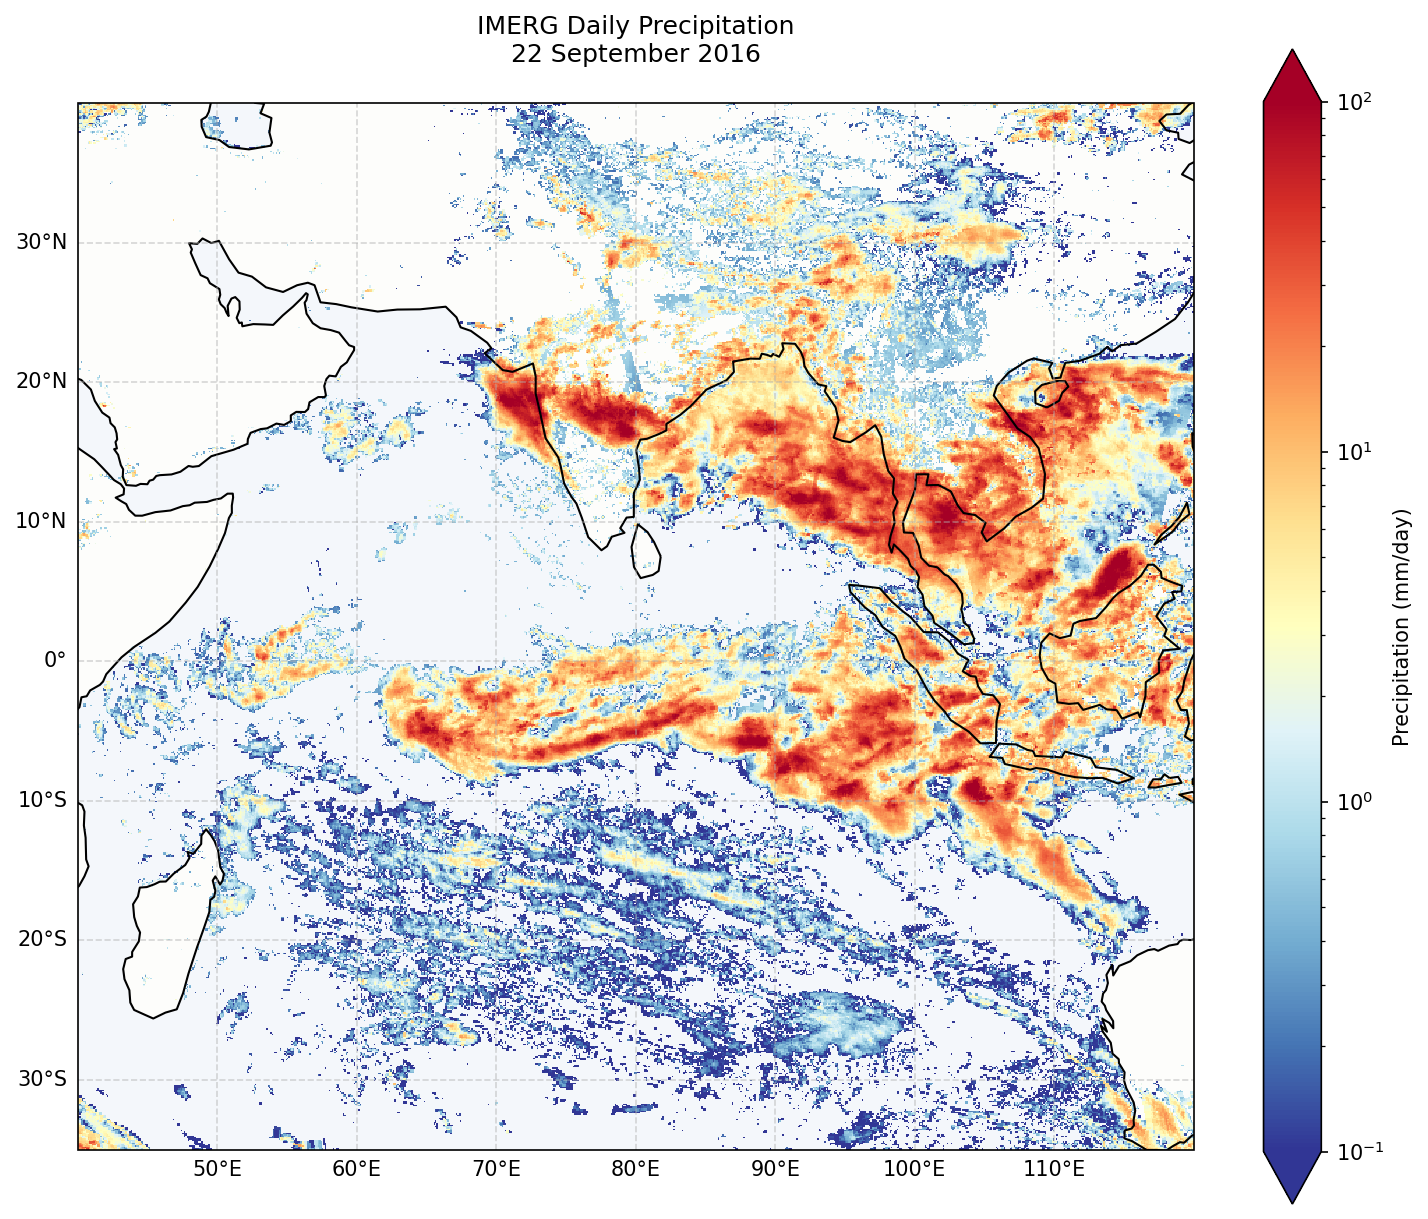 IMERG Daily Precipitation
22 September 2016
30°N
20°N
10°N
0°
10°S
20°S
30°S
50°E
60°E
70°E
80°E
90°E
100°E
110°E
10²
10¹
10⁰
10⁻¹
Precipitation (mm/day)